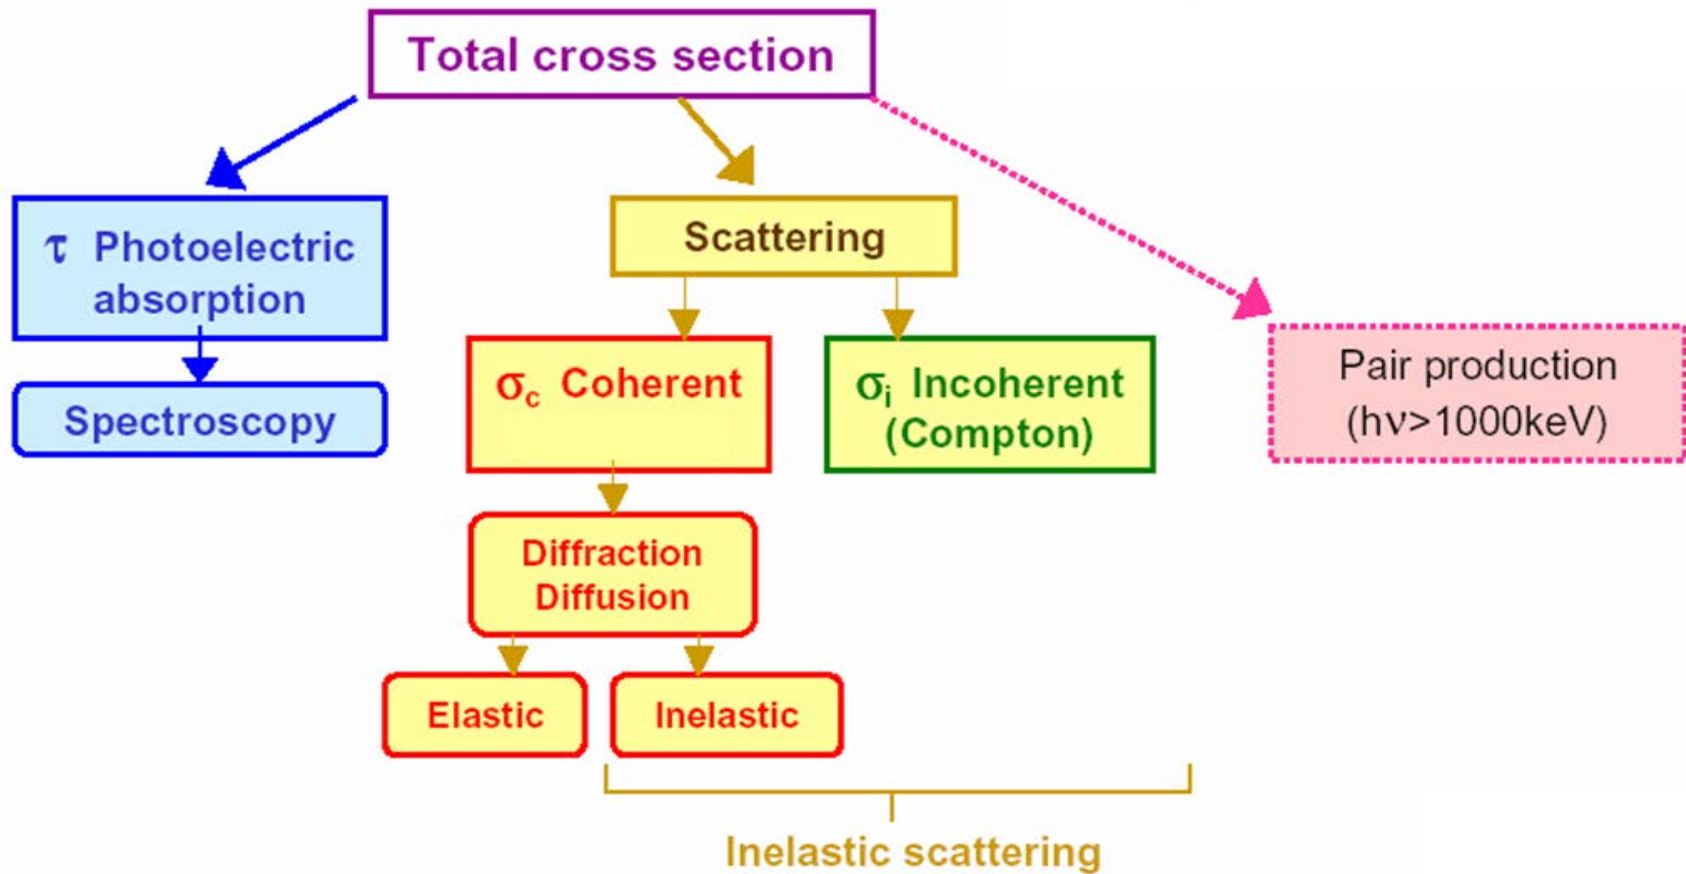 Total cross section
τ Photoelectric
absorption
Spectroscopy
Scattering
σc Coherent
σi Incoherent
(Compton)
Pair production
(hν>1000keV)
Diffraction
Diffusion
Elastic
Inelastic
Inelastic scattering